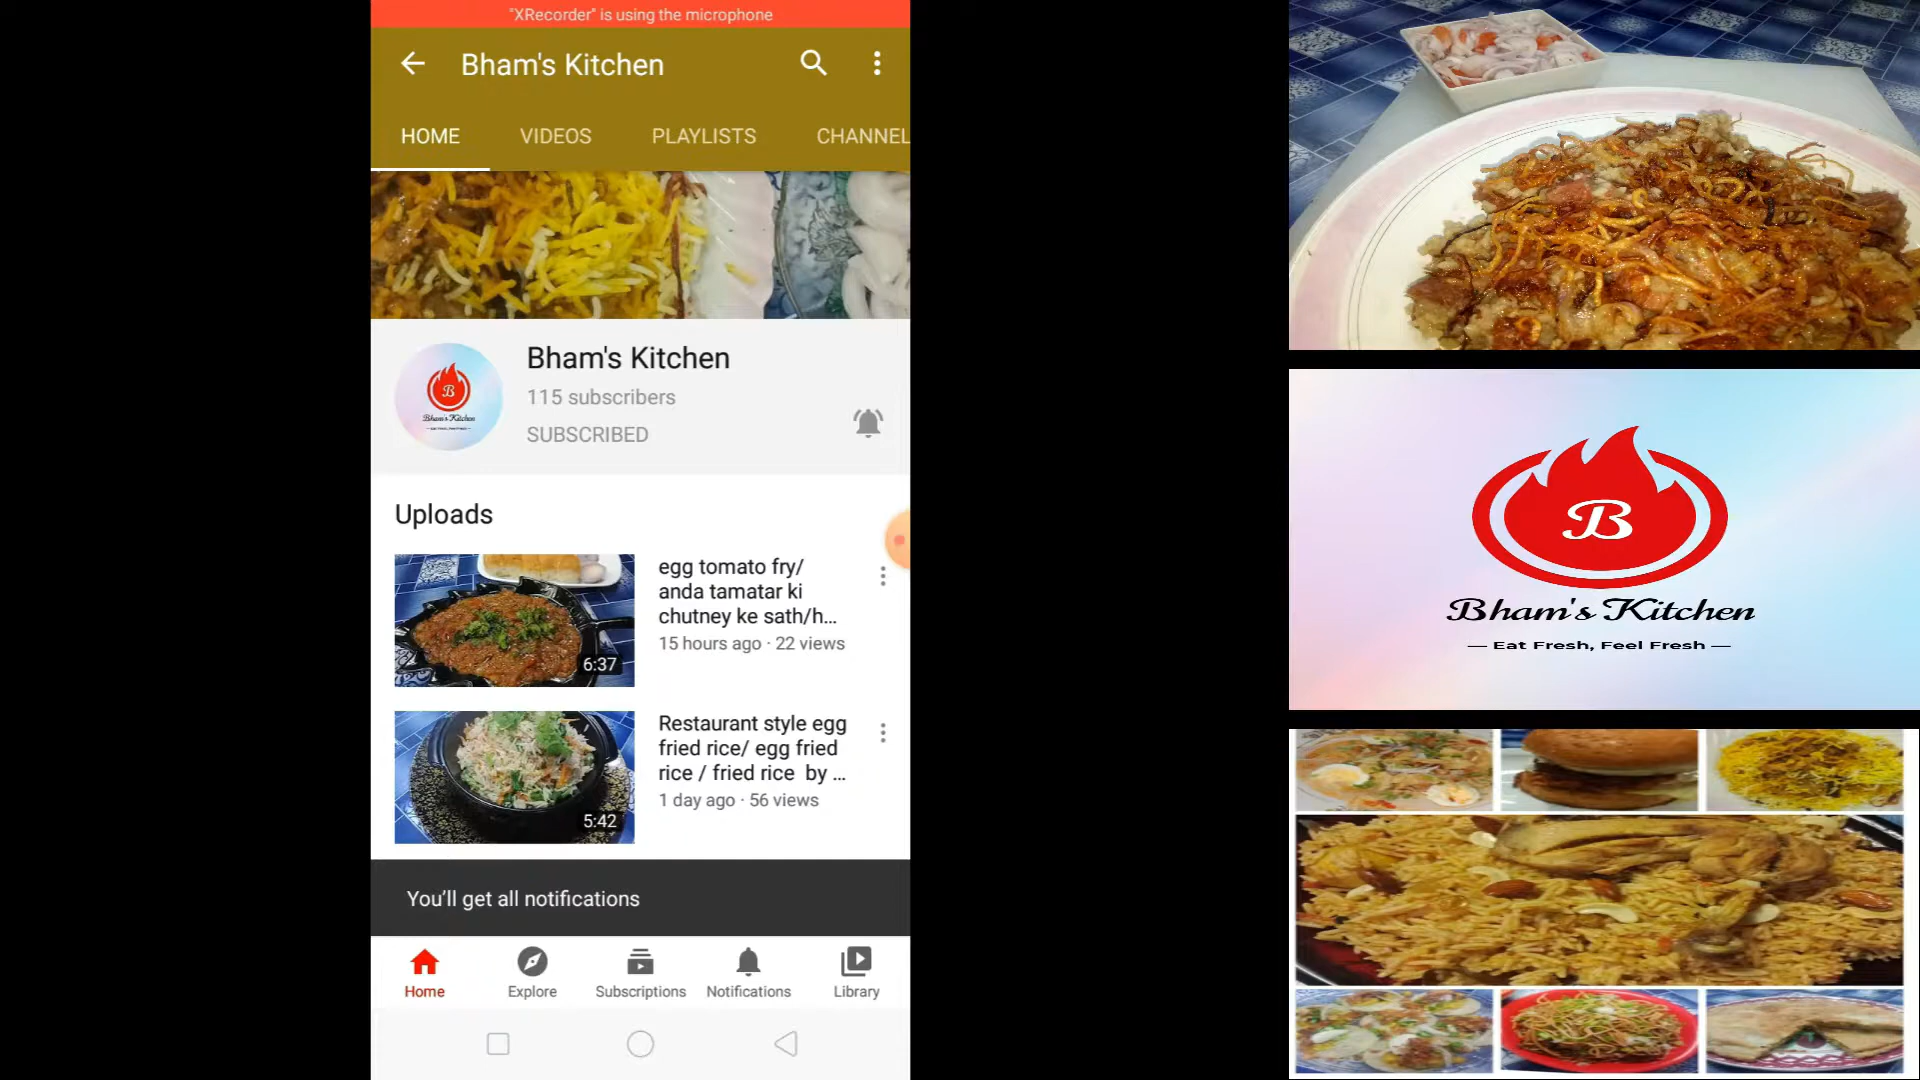 "XRecorder" is using the microphone
Bham's Kitchen
HOME VIDEOS PLAYLISTS CHANNEL
Bham's Kitchen
115 subscribers
SUBSCRIBED
B
Bham's Kitchen
Uploads
egg tomato fry/
anda tamatar ki
chutney ke sath/h...
15 hours ago · 22 views
6:37
Restaurant style egg
fried rice/ egg fried
rice / fried rice by ...
1 day ago · 56 views
5:42
You'll get all notifications
Home Explore Subscriptions Notifications Library
B
Bham's Kitchen
— Eat Fresh, Feel Fresh —